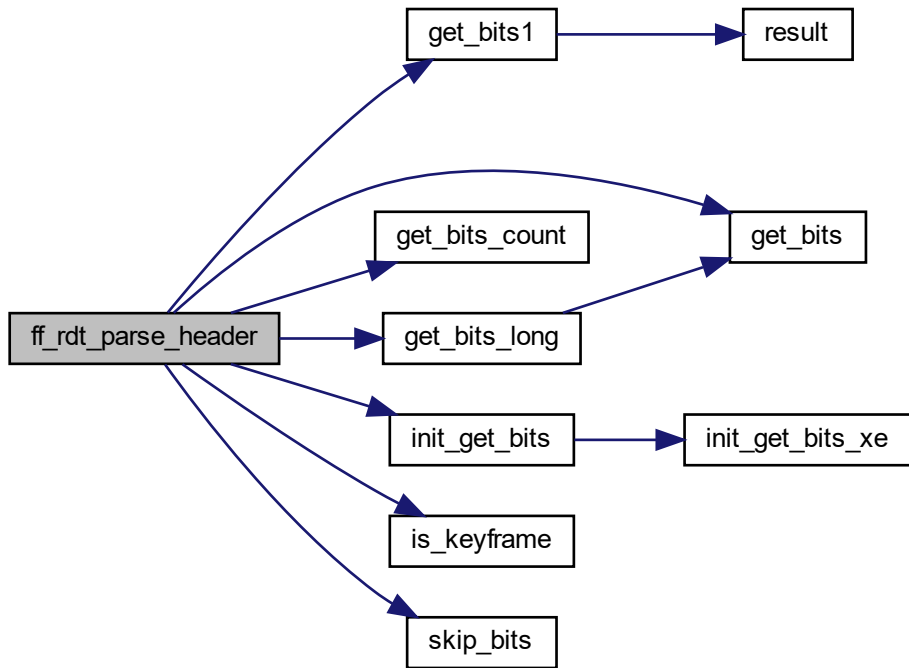 get_bits1
result
get_bits_count
get_bits
ff_rdt_parse_header
get_bits_long
init_get_bits
init_get_bits_xe
is_keyframe
skip_bits